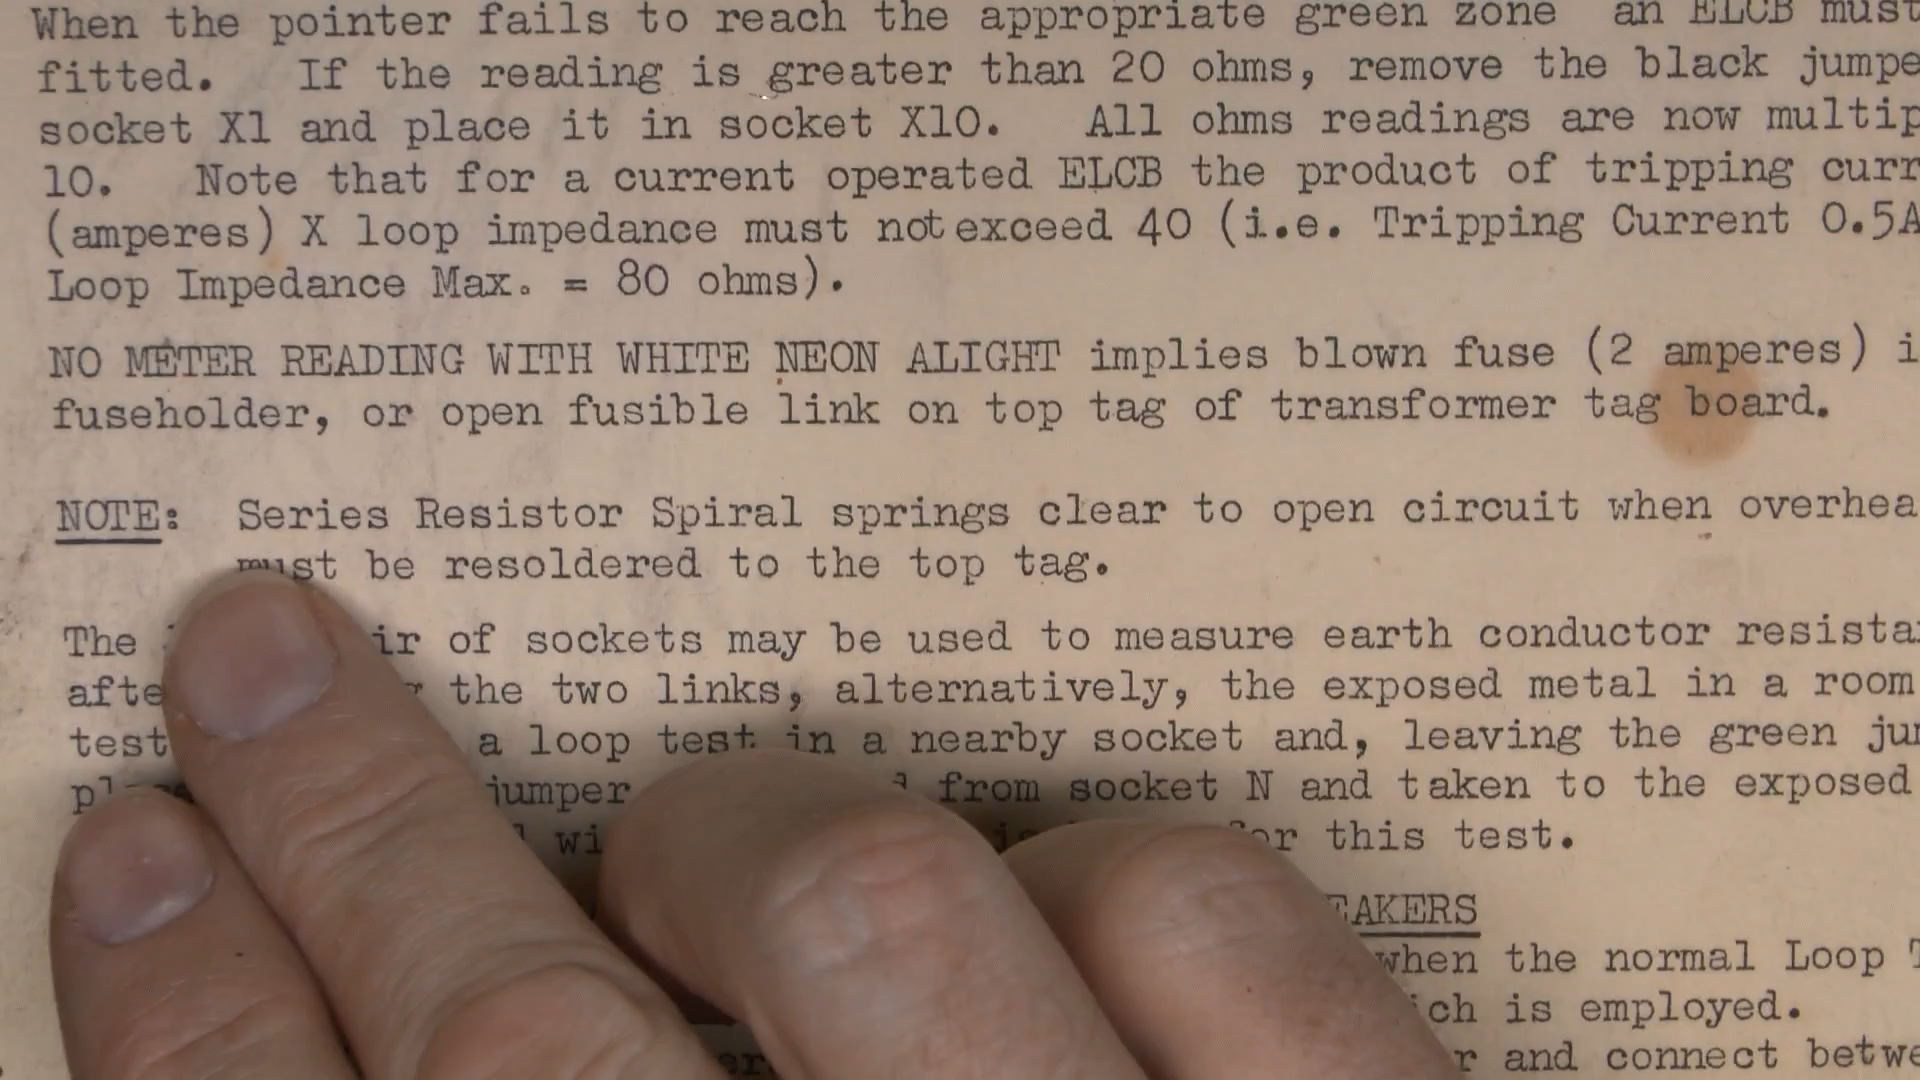 When the pointer fails to reach the appropriate green zone an ELCB must
fitted. If the reading is greater than 20 ohms, remove the black jumpe
socket X1 and place it in socket X10. All ohms readings are now multip
10. Note that for a current operated ELCB the product of tripping curr
(amperes) X loop impedance must not exceed 40 (i.e. Tripping Current 0.5A
Loop Impedance Max. = 80 ohms).
NO METER READING WITH WHITE NEON ALIGHT implies blown fuse (2 amperes) i
fuseholder, or open fusible link on top tag of transformer tag board.
NOTE: Series Resistor Spiral springs clear to open circuit when overhea
must be resoldered to the top tag.
The ir of sockets may be used to measure earth conductor resista
afte the two links, alternatively, the exposed metal in a room
test a loop test in a nearby socket and, leaving the green ju
jumper from socket N and taken to the exposed
wi for this test.
EAKERS
when the normal Loop T
ich is employed.
r and connect betwe